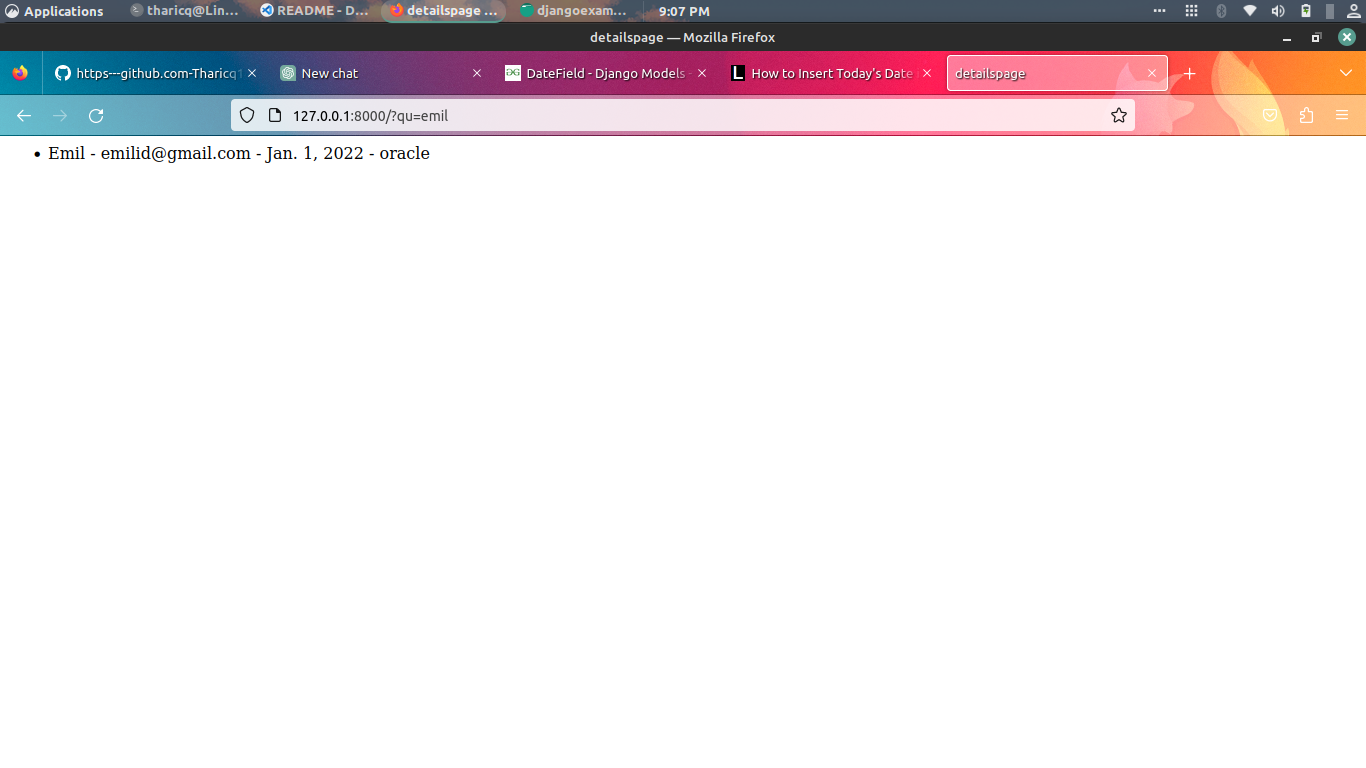 Applications tharicq@Lin... README - D... detailspage ... djangoexam... 9:07 PM
detailspage — Mozilla Firefox
https---github.com-Tharicq1 New chat DateField - Django Models - How to Insert Today's Date detailspage
127.0.0.1:8000/?qu=emil
• Emil - emilid@gmail.com - Jan. 1, 2022 - oracle